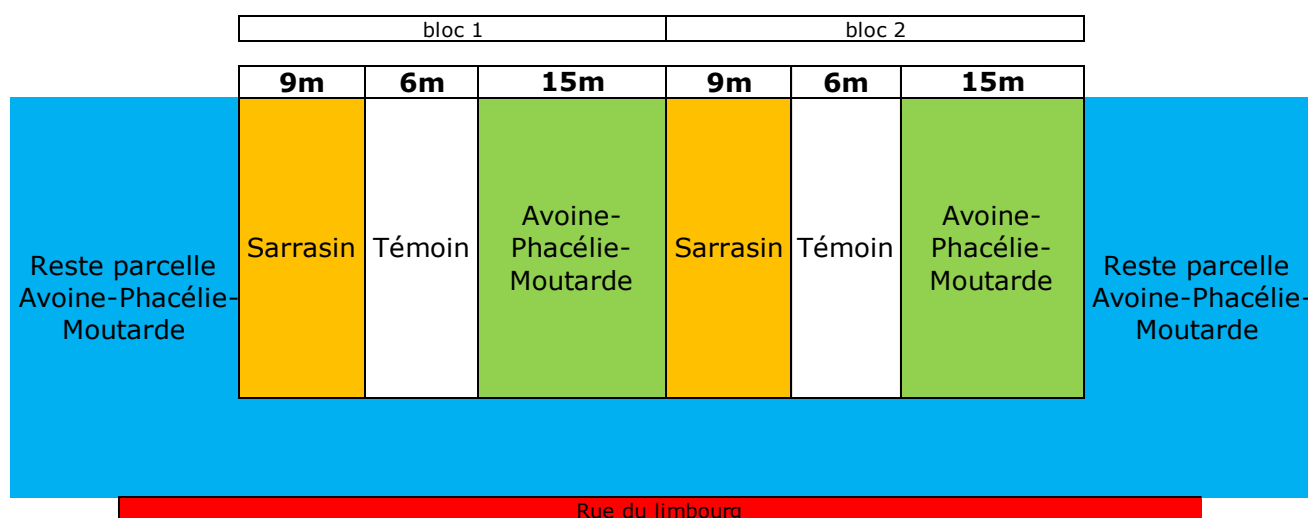 bloc 1 bloc 2
9m 6m 15m 9m 6m 15m
Reste parcelle
Avoine-Phacélie-
Moutarde
Sarrasin
Témoin
Avoine-
Phacélie-
Moutarde
Sarrasin
Témoin
Avoine-
Phacélie-
Moutarde
Reste parcelle
Avoine-Phacélie-
Moutarde
Rue du limbourg